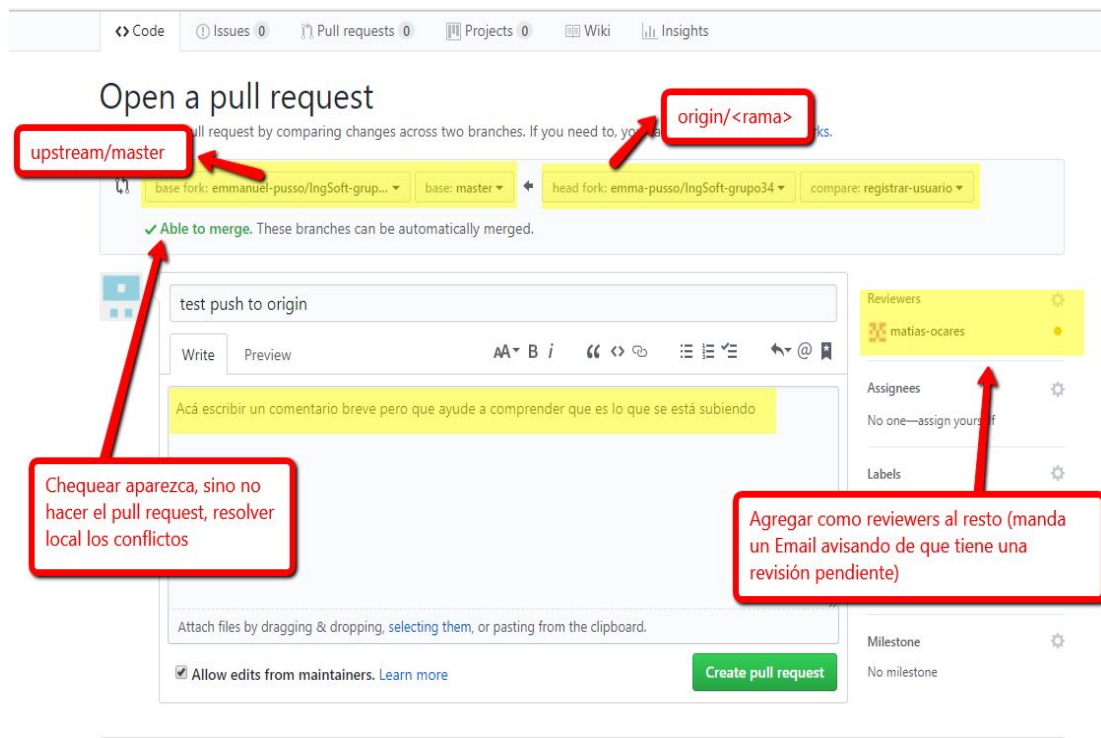 Code Issues 0 Pull requests 0 Projects 0 Wiki Insights
Open a pull request
origin/<rama>
ull request by comparing changes across two branches. If you need to, yo
upstream/master
base fork: emmanuel-pusso/IngSoft-grup... base: master head fork: emma-pusso/IngSoft-grupo34 compare: registrar-usuario
Able to merge. These branches can be automatically merged.
test push to origin
Reviewers
matias-ocares
Write Preview
AA B i
Acá escribir un comentario breve pero que ayude a comprender que es lo que se está subiendo
Assignees
No one—assign yourself
Labels
Chequear aparezca, sino no
hacer el pull request, resolver
local los conflictos
Agregar como reviewers al resto (manda
un Email avisando de que tiene una
revisión pendiente)
Attach files by dragging & dropping, selecting them, or pasting from the clipboard.
Milestone
No milestone
Allow edits from maintainers. Learn more
Create pull request